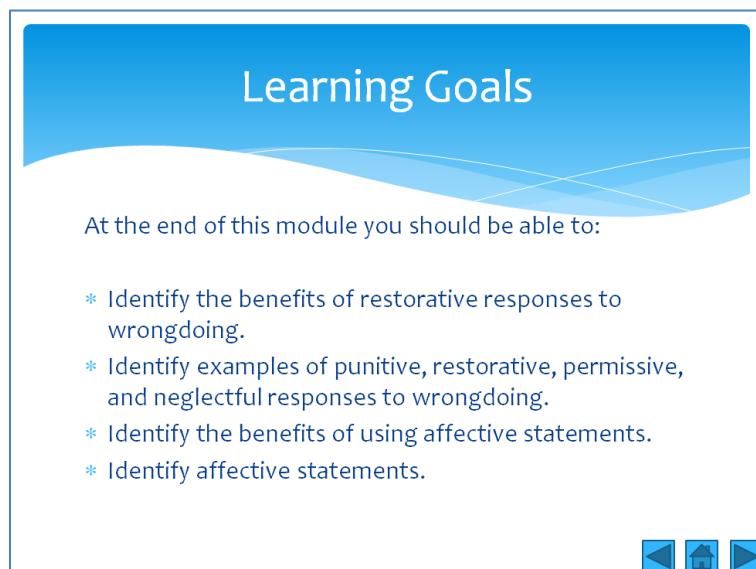 Learning Goals
At the end of this module you should be able to:
* Identify the benefits of restorative responses to
wrongdoing.
* Identify examples of punitive, restorative, permissive,
and neglectful responses to wrongdoing.
* Identify the benefits of using affective statements.
* Identify affective statements.